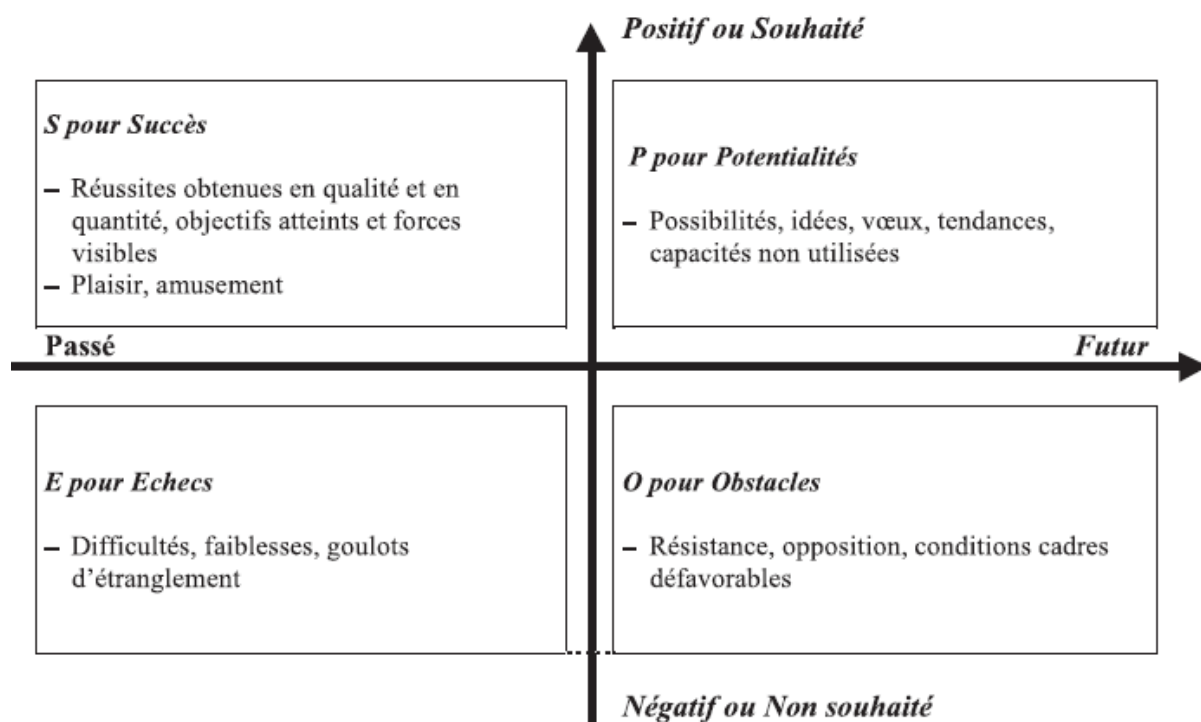 Positif ou Souhaité
S pour Succès
– Réussites obtenues en qualité et en
quantité, objectifs atteints et forces
visibles
– Plaisir, amusement
P pour Potentialités
– Possibilités, idées, vœux, tendances,
capacités non utilisées
Passé
Futur
E pour Echecs
– Difficultés, faiblesses, goulots
d’étranglement
O pour Obstacles
– Résistance, opposition, conditions cadres
défavorables
Négatif ou Non souhaité